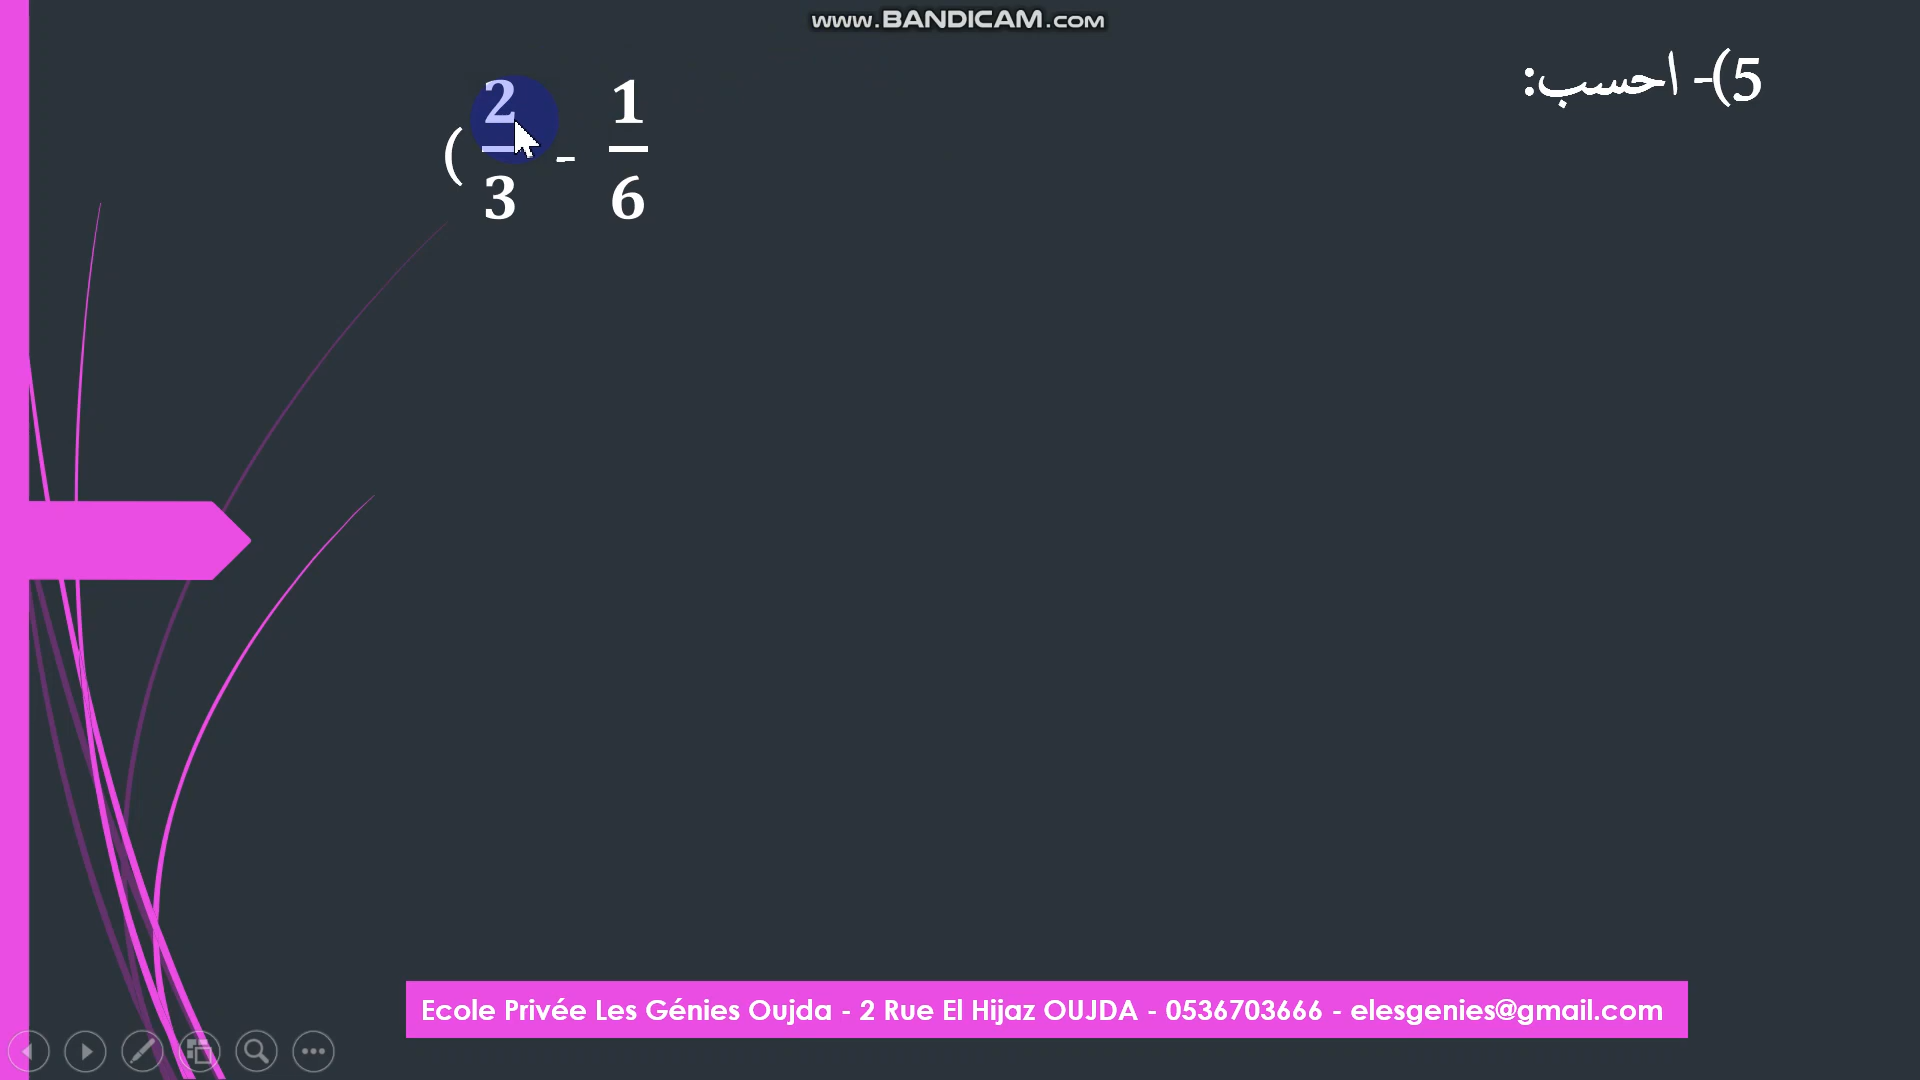 www.BANDICAM.com
5)- احسب:
( 2/3 - 1/6
Ecole Privée Les Génies Oujda - 2 Rue El Hijaz OUJDA - 0536703666 - elesgenies@gmail.com